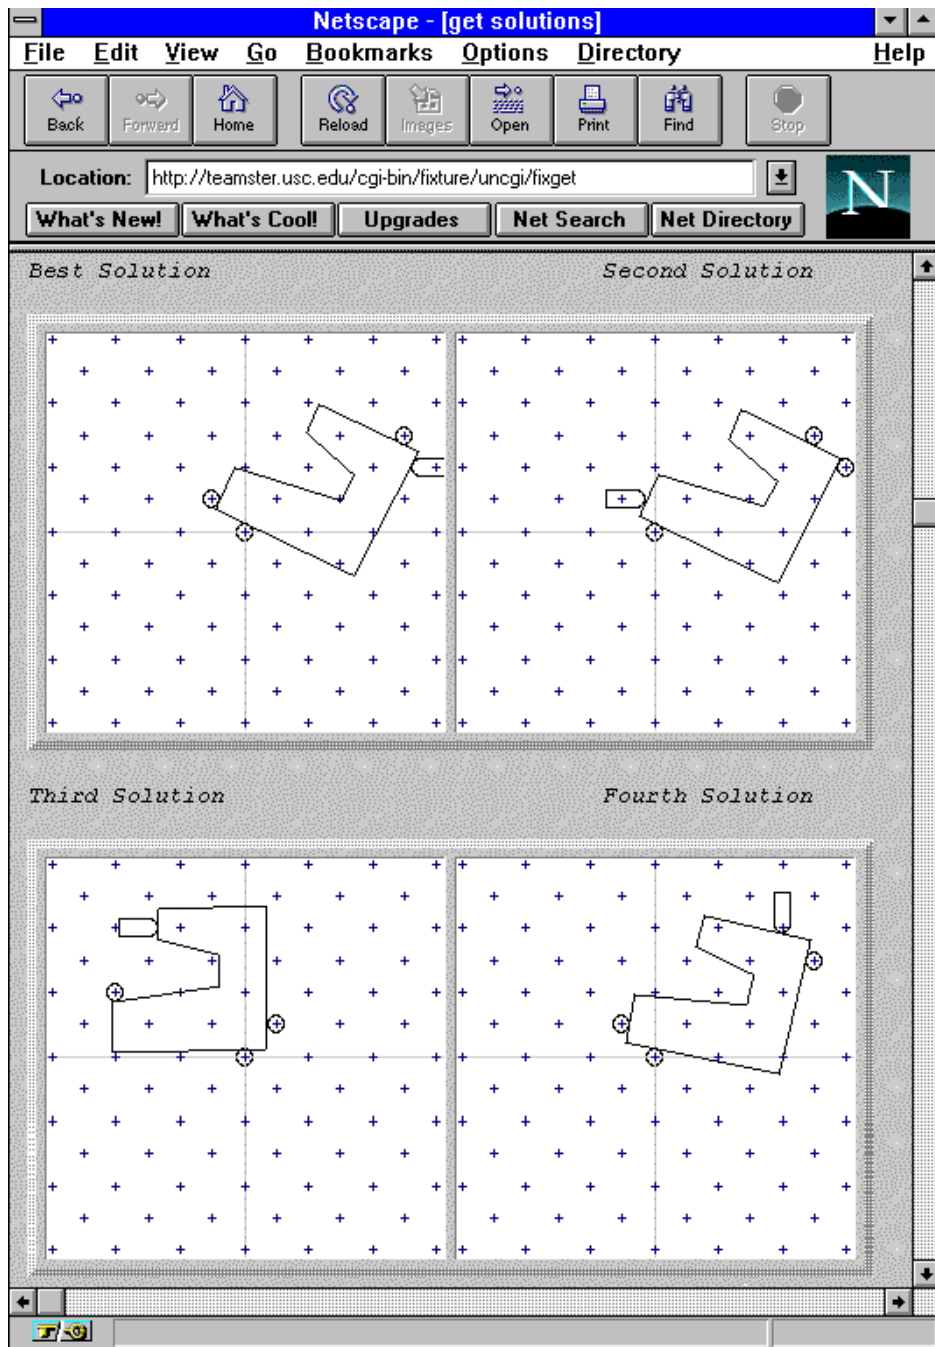 Netscape - [get solutions]
File Edit View Go Bookmarks Options Directory Help
Back Forward Home Reload Images Open Print Find Stop
Location: http://teamster.usc.edu/cgi-bin/fixture/uncgi/fixget
N
What's New! What's Cool! Upgrades Net Search Net Directory
Best Solution Second Solution
Third Solution Fourth Solution